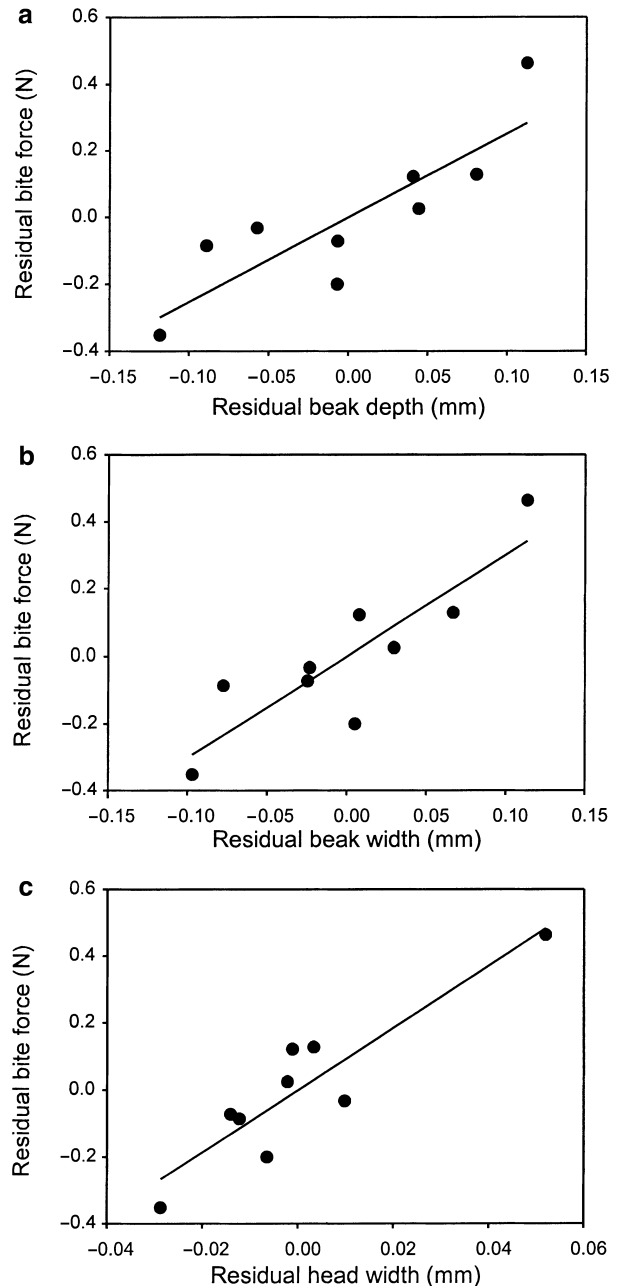 a
Residual bite force (N)
0.6
0.4
0.2
0.0
−0.2
−0.4
−0.15 −0.10 −0.05 0.00 0.05 0.10 0.15
Residual beak depth (mm)
b
Residual bite force (N)
0.6
0.4
0.2
0.0
−0.2
−0.4
−0.15 −0.10 −0.05 0.00 0.05 0.10 0.15
Residual beak width (mm)
c
Residual bite force (N)
0.6
0.4
0.2
0.0
−0.2
−0.4
−0.04 −0.02 0.00 0.02 0.04 0.06
Residual head width (mm)